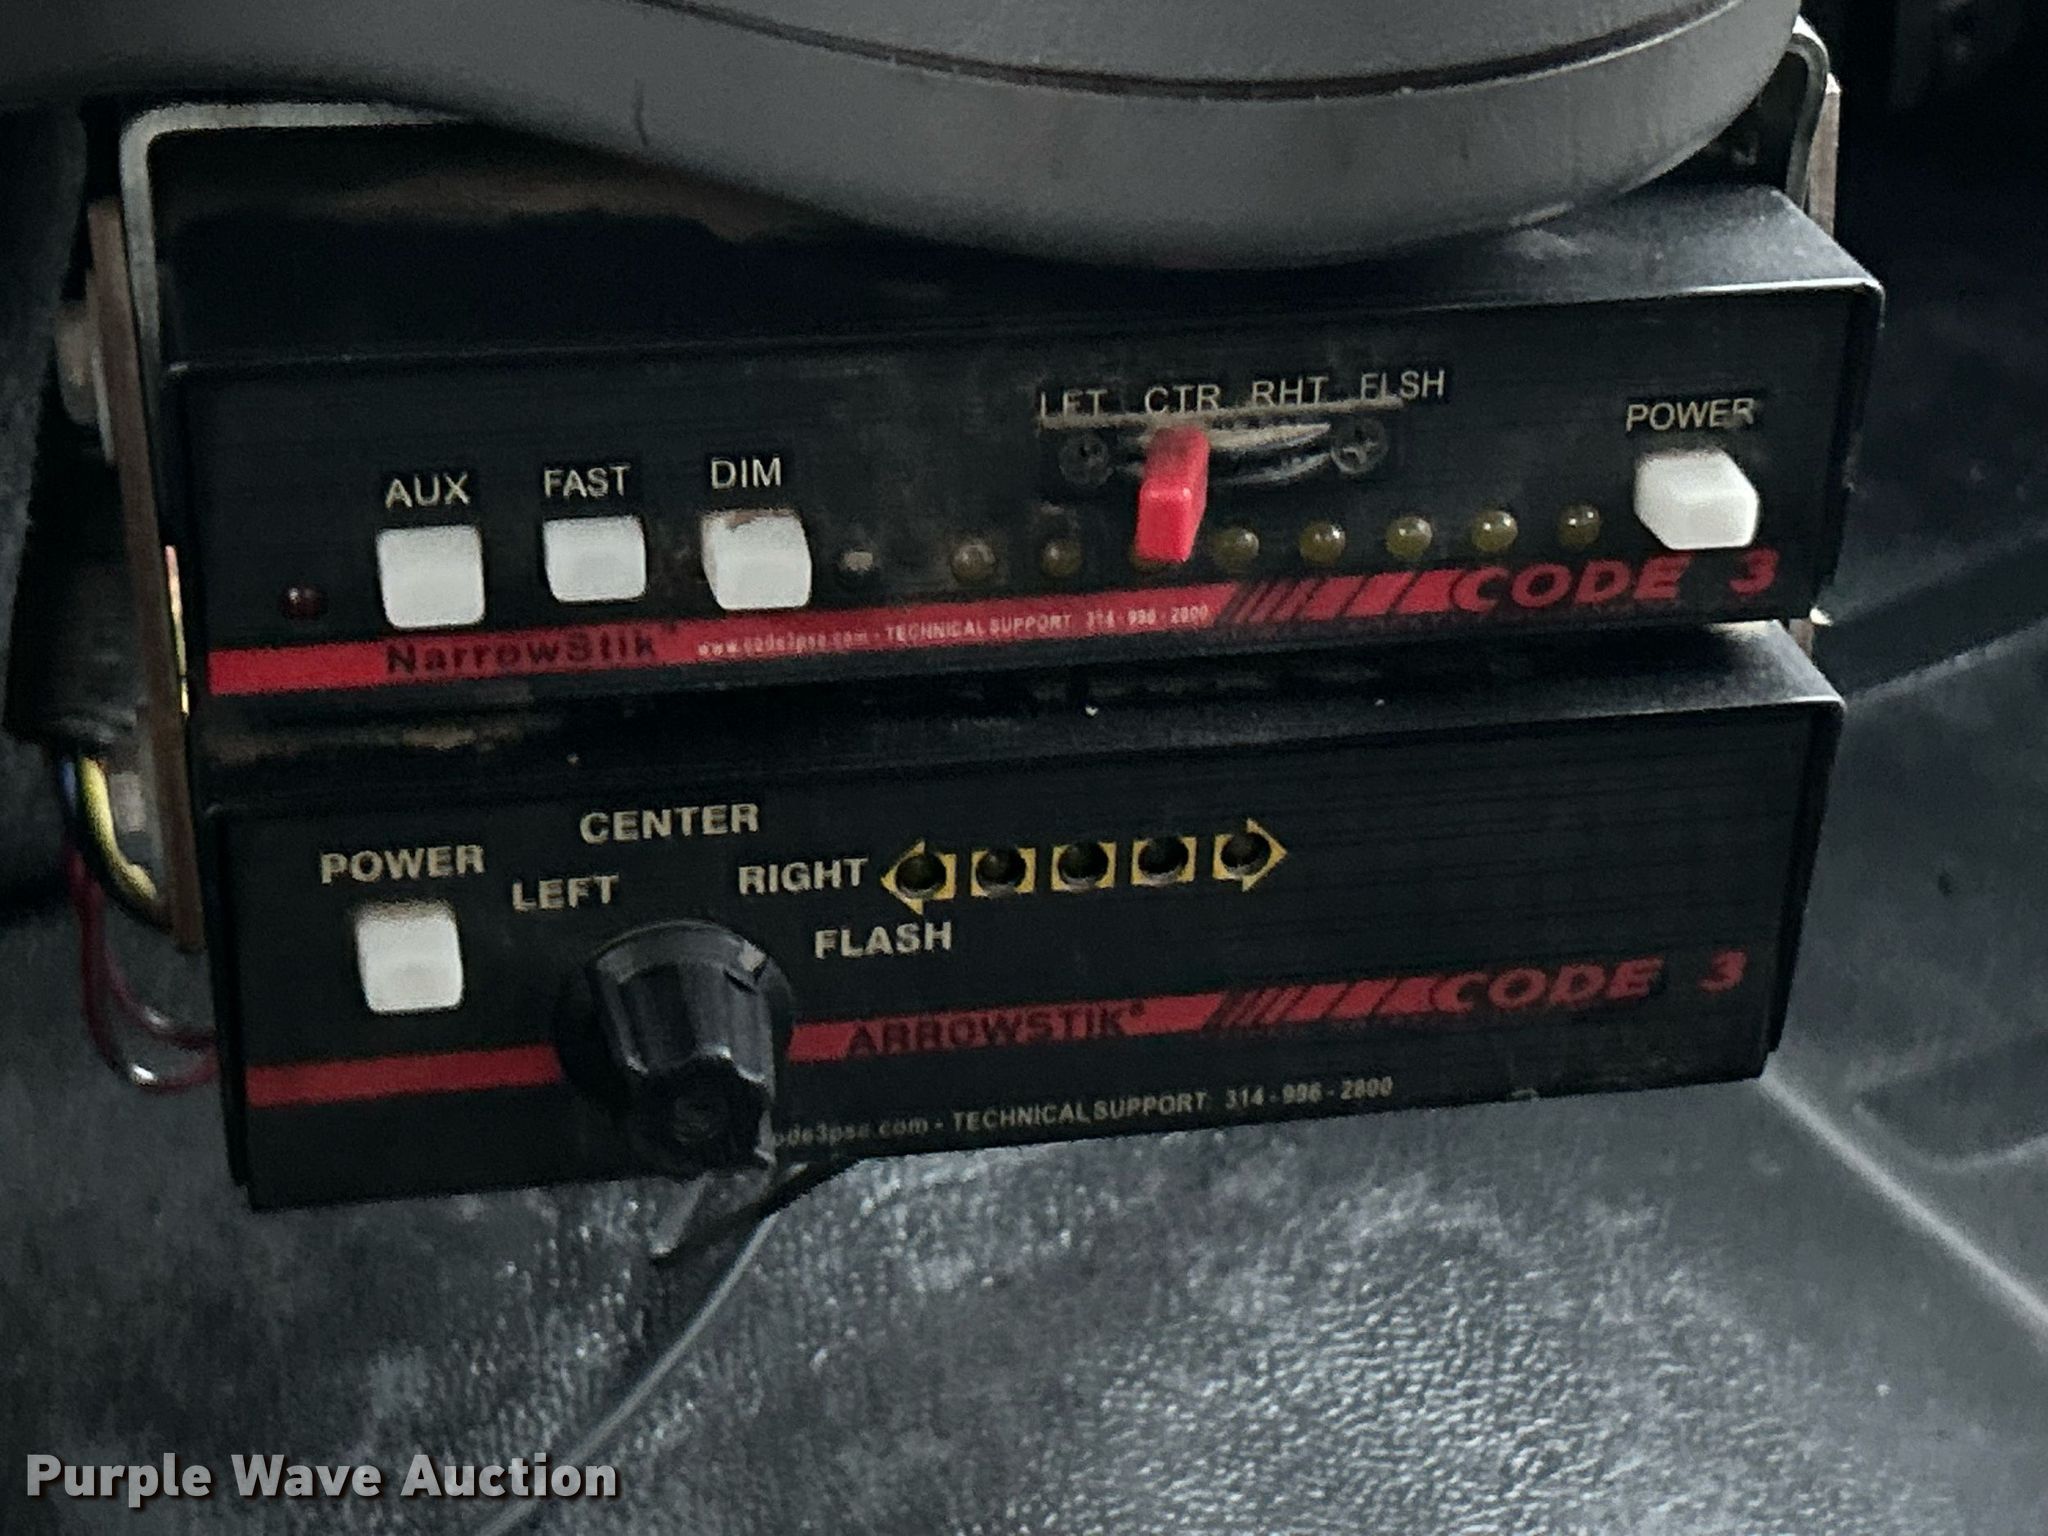 LFT CTR RHT FLSH
POWER
AUX FAST DIM
CODE 3
NarrowStik® www.code3pse.com - TECHNICAL SUPPORT 314 - 996 - 2800
CENTER
POWER LEFT RIGHT
FLASH
ARROWSTIK® CODE 3
code3pse.com - TECHNICAL SUPPORT: 314 - 996 - 2800
Purple Wave Auction